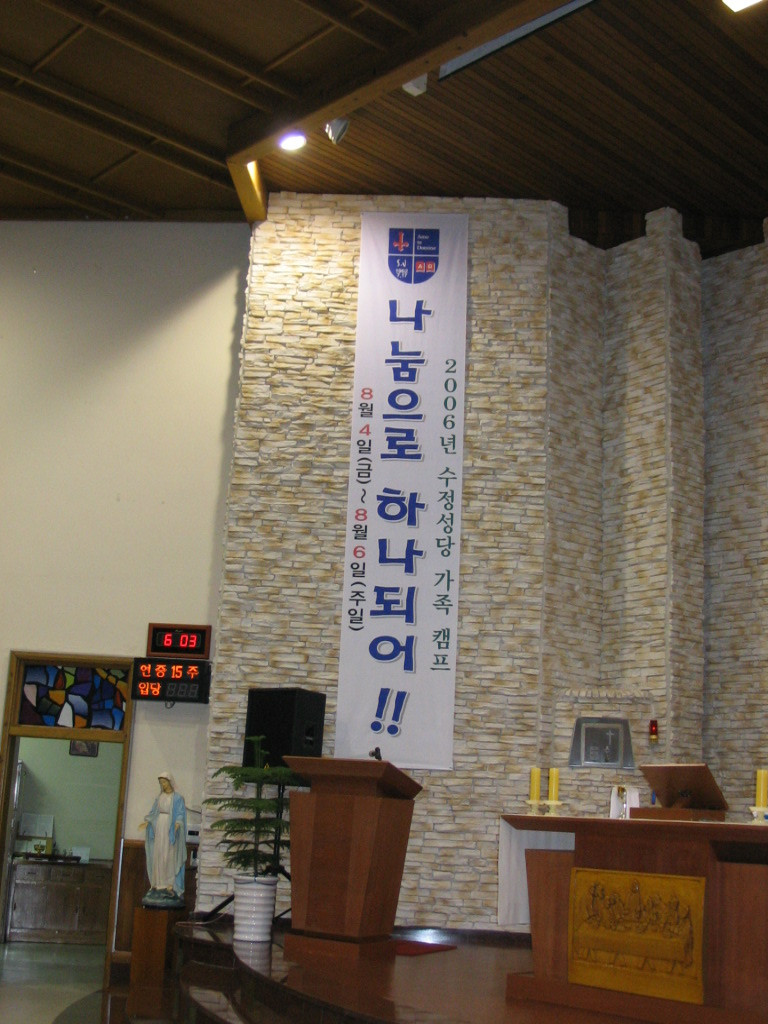 나눔으로 하나되어 !!
2006년 수정성당 가족 캠프
8월 4일(금)~8월 6일(주일)
6 03
연중 15 주
입당